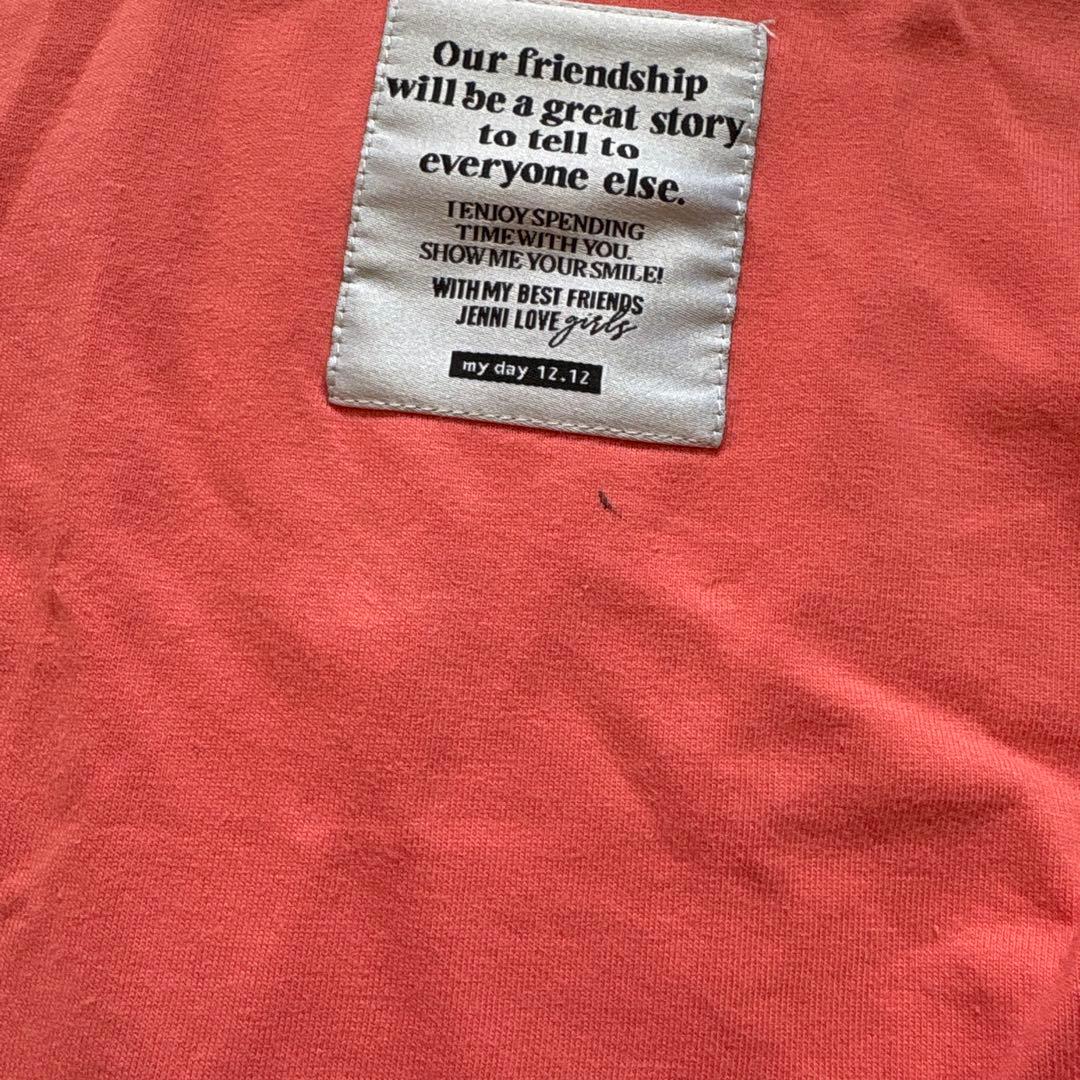 Our friendship
will be a great story
to tell to
everyone else.
I ENJOY SPENDING
TIME WITH YOU.
SHOW ME YOUR SMILE!
WITH MY BEST FRIENDS
JENNI LOVE girls
my day 12.12